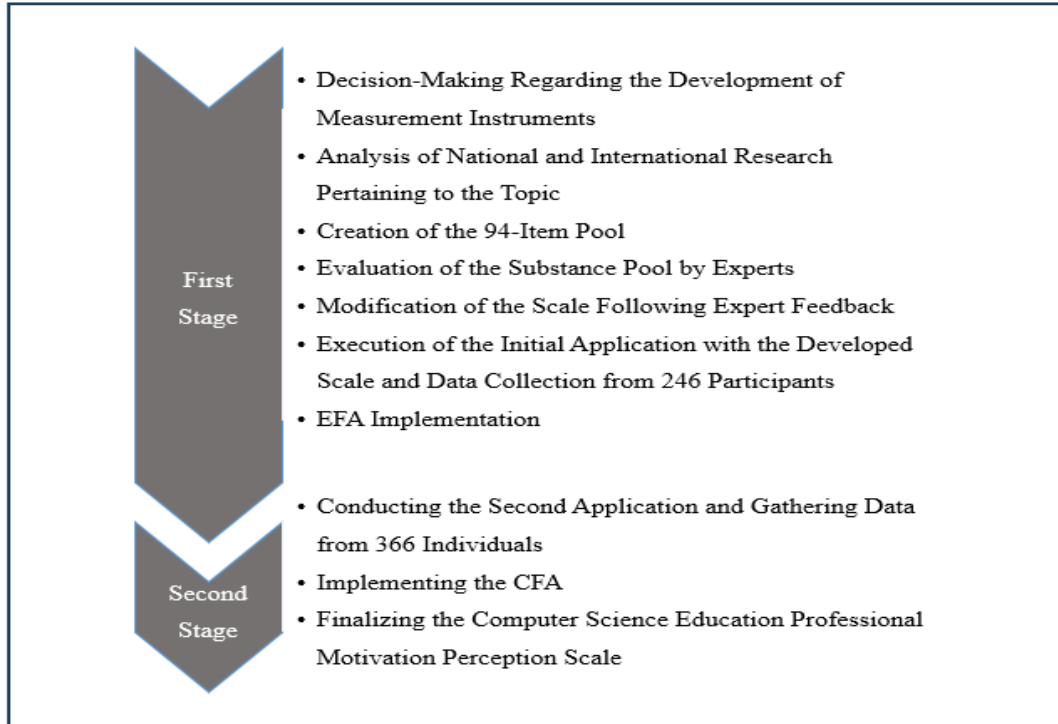 First
Stage
• Decision-Making Regarding the Development of
Measurement Instruments
• Analysis of National and International Research
Pertaining to the Topic
• Creation of the 94-Item Pool
• Evaluation of the Substance Pool by Experts
• Modification of the Scale Following Expert Feedback
• Execution of the Initial Application with the Developed
Scale and Data Collection from 246 Participants
• EFA Implementation
Second
Stage
• Conducting the Second Application and Gathering Data
from 366 Individuals
• Implementing the CFA
• Finalizing the Computer Science Education Professional
Motivation Perception Scale